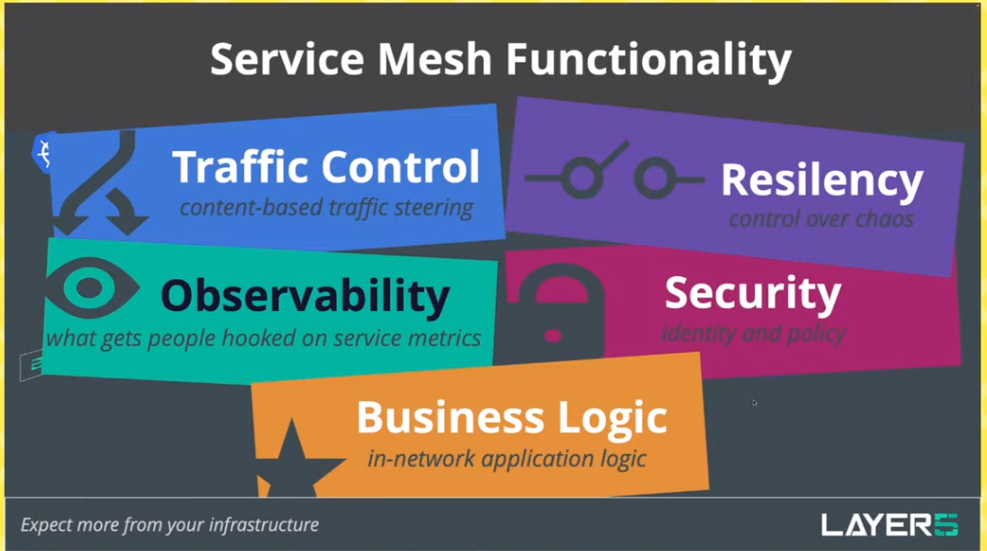 Service Mesh Functionality
Traffic Control
content-based traffic steering
Resilency
control over chaos
Observability
what gets people hooked on service metrics
Security
identity and policy
Business Logic
in-network application logic
Expect more from your infrastructure
LAYER5